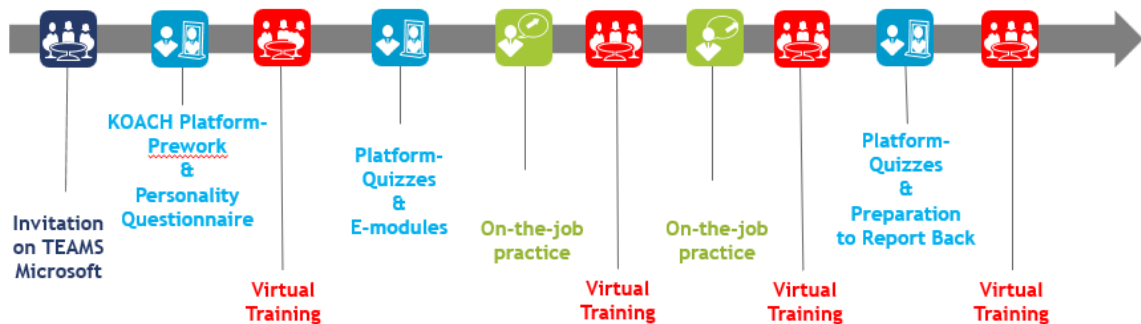 Invitation
on TEAMS
Microsoft
KOACH Platform-
Prework
&
Personality
Questionnaire
Virtual
Training
Platform-
Quizzes
&
E-modules
On-the-job
practice
Virtual
Training
On-the-job
practice
Virtual
Training
Platform-
Quizzes
&
Preparation
to Report Back
Virtual
Training